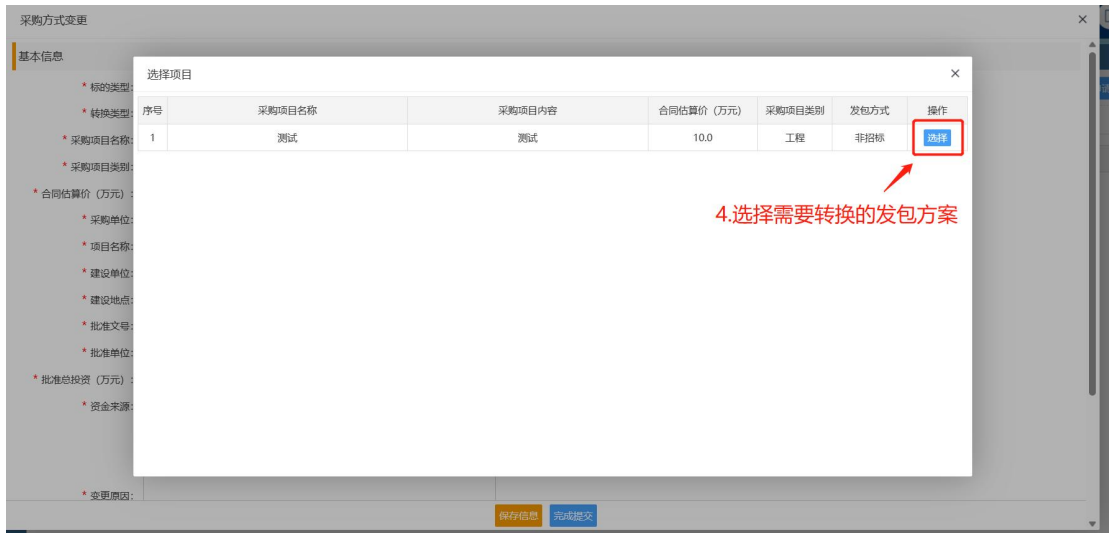 采购方式变更
基本信息
* 标的类型:
* 转换类型:
* 采购项目名称:
* 采购项目类别:
* 合同估算价（万元）:
* 采购单位:
* 项目名称:
* 建设单位:
* 建设地点:
* 批准文号:
* 批准单位:
* 批准总投资（万元）:
* 资金来源:
* 变更原因:
选择项目
序号 采购项目名称 采购项目内容 合同估算价（万元） 采购项目类别 发包方式 操作
1 测试 测试 10.0 工程 非招标 选择
4.选择需要转换的发包方案
保存信息 完成提交